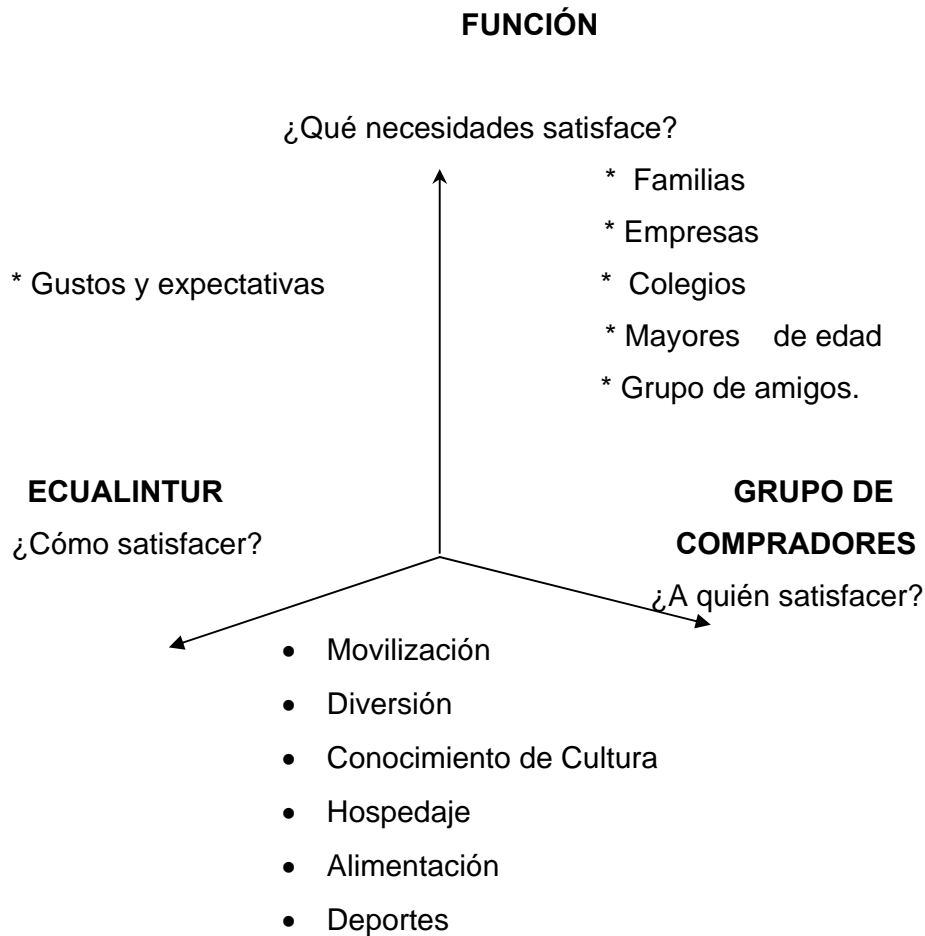 FUNCIÓN
¿Qué necesidades satisface?
* Familias
* Empresas
* Gustos y expectativas
* Colegios
* Mayores de edad
* Grupo de amigos.
ECUALINTUR
¿Cómo satisfacer?
GRUPO DE
COMPRADORES
¿A quién satisfacer?
• Movilización
• Diversión
• Conocimiento de Cultura
• Hospedaje
• Alimentación
• Deportes